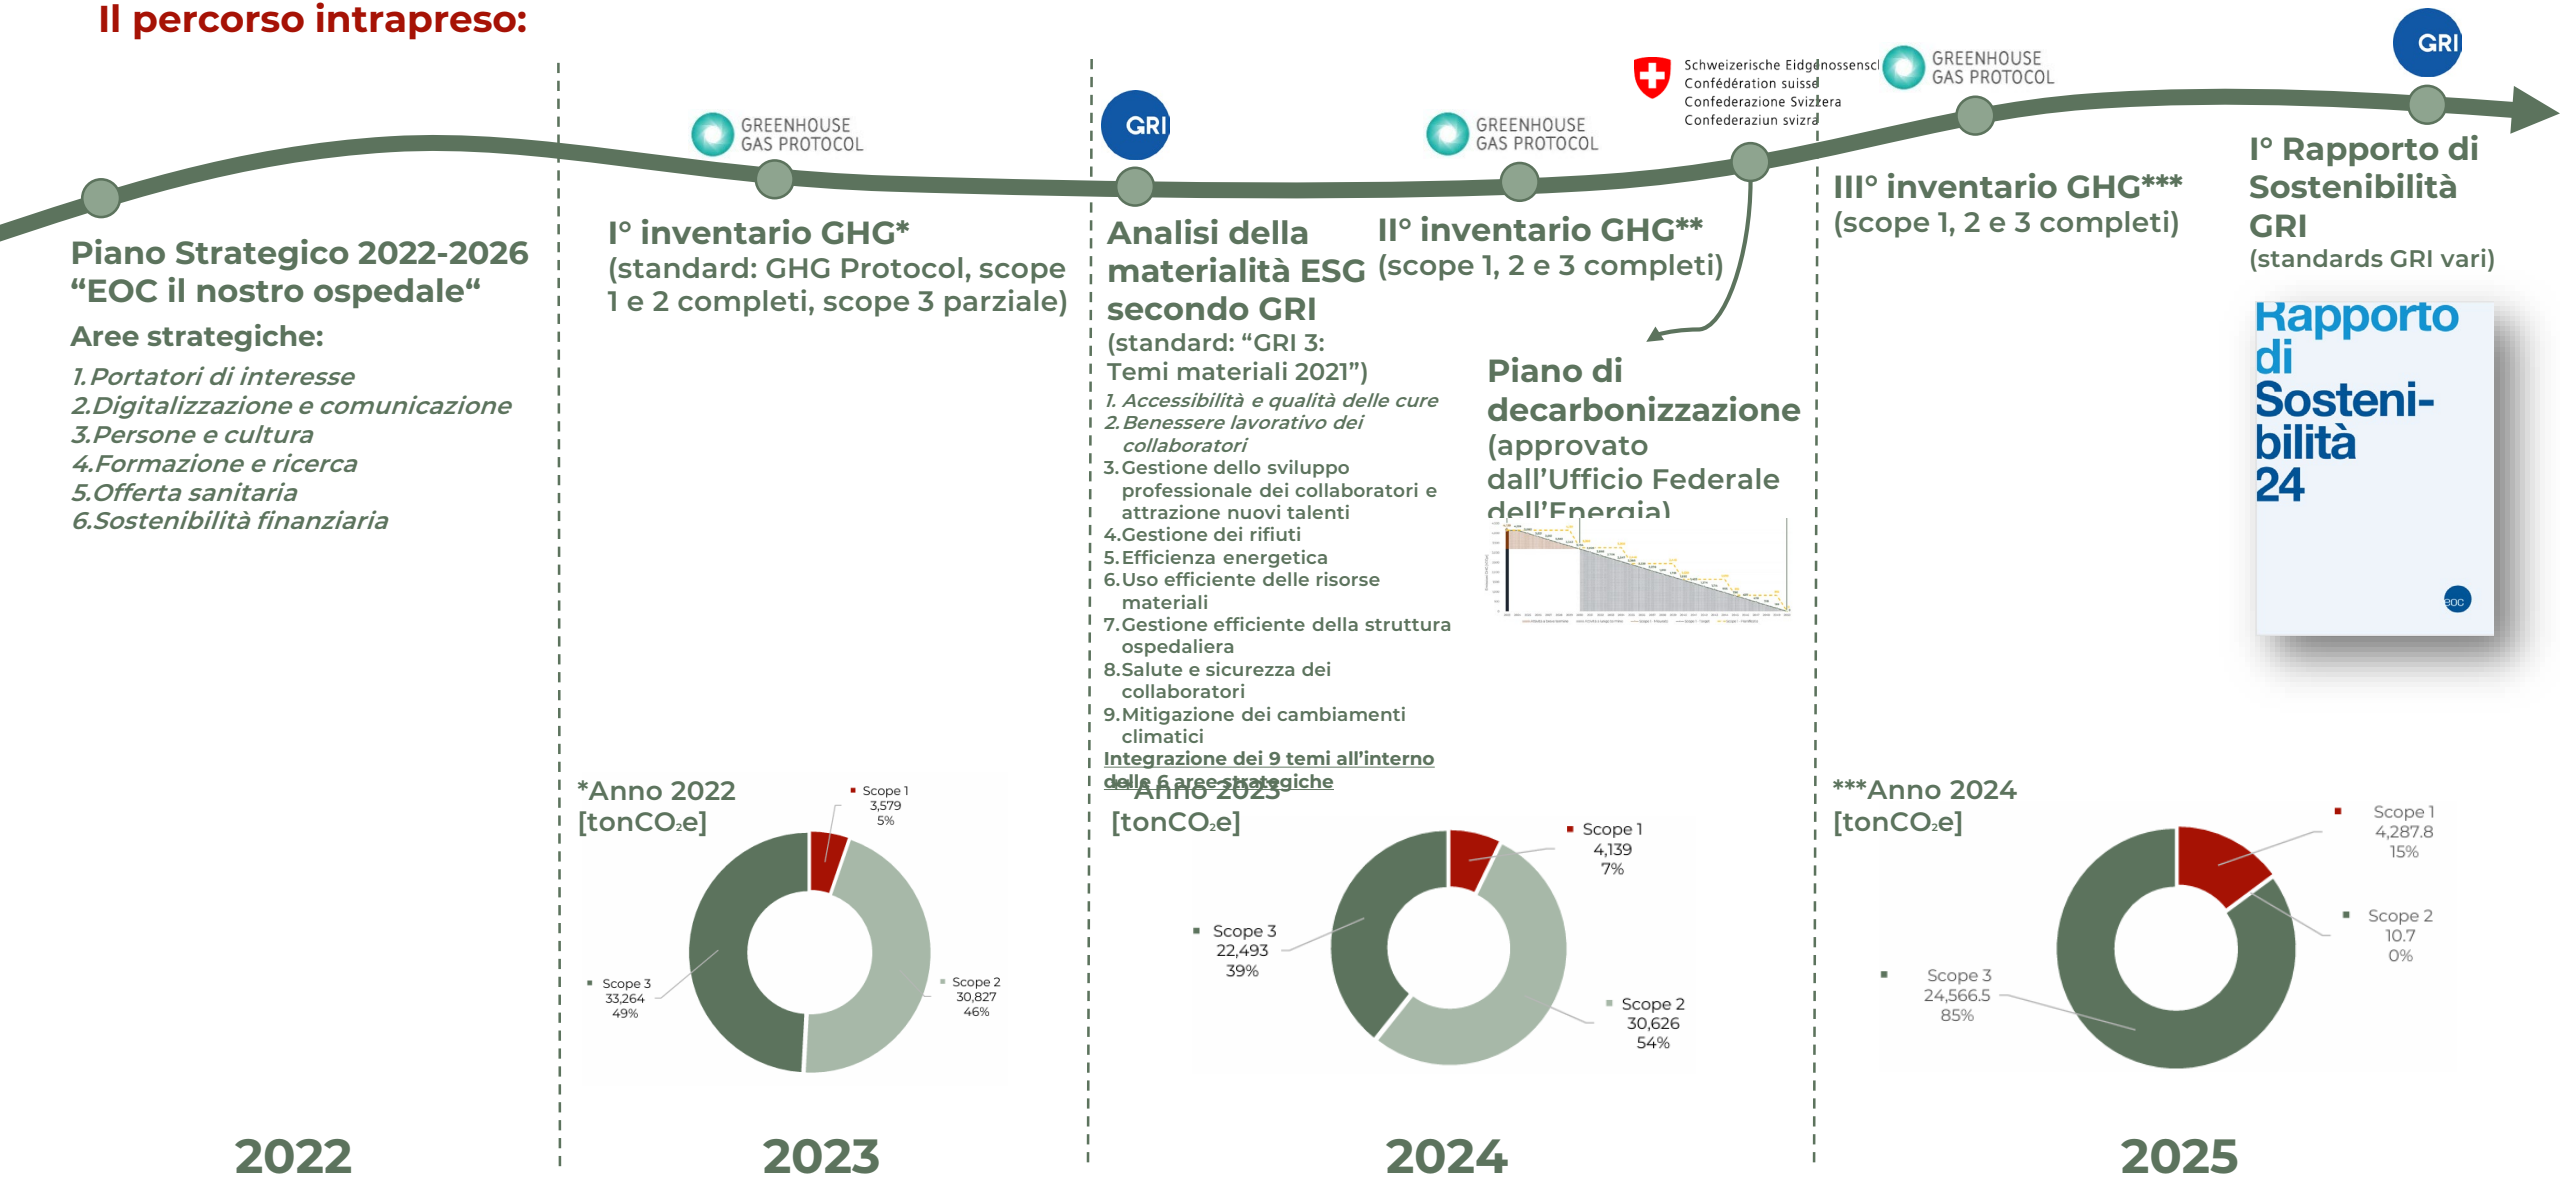 Il percorso intrapreso:
Piano Strategico 2022-2026
“EOC il nostro ospedale“
Aree strategiche:
1.Portatori di interesse
2.Digitalizzazione e comunicazione
3.Persone e cultura
4.Formazione e ricerca
5.Offerta sanitaria
6.Sostenibilità finanziaria
2022
GREENHOUSE
GAS PROTOCOL
I° inventario GHG*
(standard: GHG Protocol, scope
1 e 2 completi, scope 3 parziale)
*Anno 2022
[tonCO₂e]
Scope 1
3,579
5%
Scope 3
33,264
49%
Scope 2
30,827
46%
2023
GRI
Analisi della
materialità ESG
secondo GRI
(standard: “GRI 3:
Temi materiali 2021”)
1. Accessibilità e qualità delle cure
2.Benessere lavorativo dei
collaboratori
3.Gestione dello sviluppo
professionale dei collaboratori e
attrazione nuovi talenti
4.Gestione dei rifiuti
5.Efficienza energetica
6.Uso efficiente delle risorse
materiali
7.Gestione efficiente della struttura
ospedaliera
8.Salute e sicurezza dei
collaboratori
9.Mitigazione dei cambiamenti
climatici
Integrazione dei 9 temi all’interno
delle 6 aree strategiche
GREENHOUSE
GAS PROTOCOL
II° inventario GHG**
(scope 1, 2 e 3 completi)
Schweizerische Eidgenossensc
Confédération suisse
Confederazione Svizzera
Confederaziun svizra
Piano di
decarbonizzazione
(approvato
dall’Ufficio Federale
dell’Energia)
**Anno 2023
[tonCO₂e]
Scope 1
4,139
7%
Scope 3
22,493
39%
Scope 2
30,626
54%
2024
GREENHOUSE
GAS PROTOCOL
III° inventario GHG***
(scope 1, 2 e 3 completi)
GRI
I° Rapporto di
Sostenibilità
GRI
(standards GRI vari)
Rapporto
di
Sosteni-
bilità
24
eoc
***Anno 2024
[tonCO₂e]
Scope 1
4,287.8
15%
Scope 2
10.7
0%
Scope 3
24,566.5
85%
2025